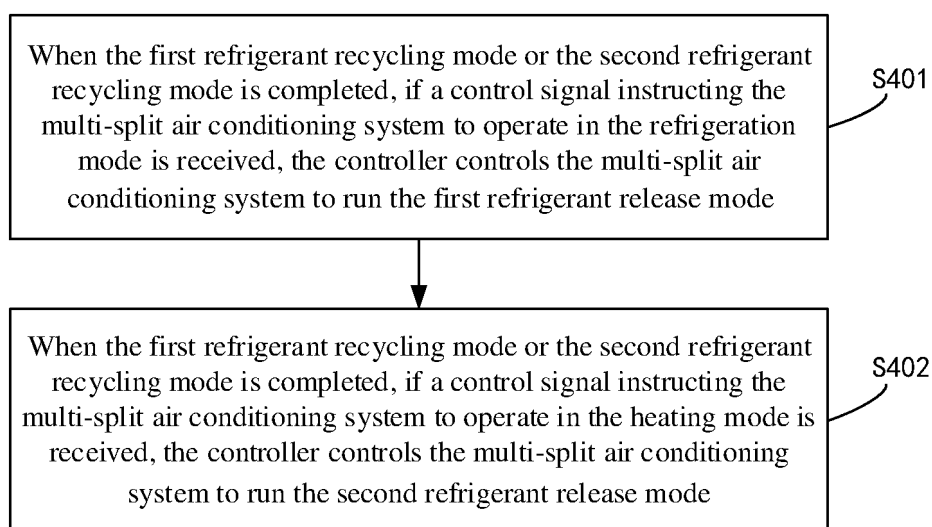 When the first refrigerant recycling mode or the second refrigerant
recycling mode is completed, if a control signal instructing the
multi-split air conditioning system to operate in the refrigeration
mode is received, the controller controls the multi-split air
conditioning system to run the first refrigerant release mode
S401
When the first refrigerant recycling mode or the second refrigerant
recycling mode is completed, if a control signal instructing the
multi-split air conditioning system to operate in the heating mode is
received, the controller controls the multi-split air conditioning
system to run the second refrigerant release mode
S402